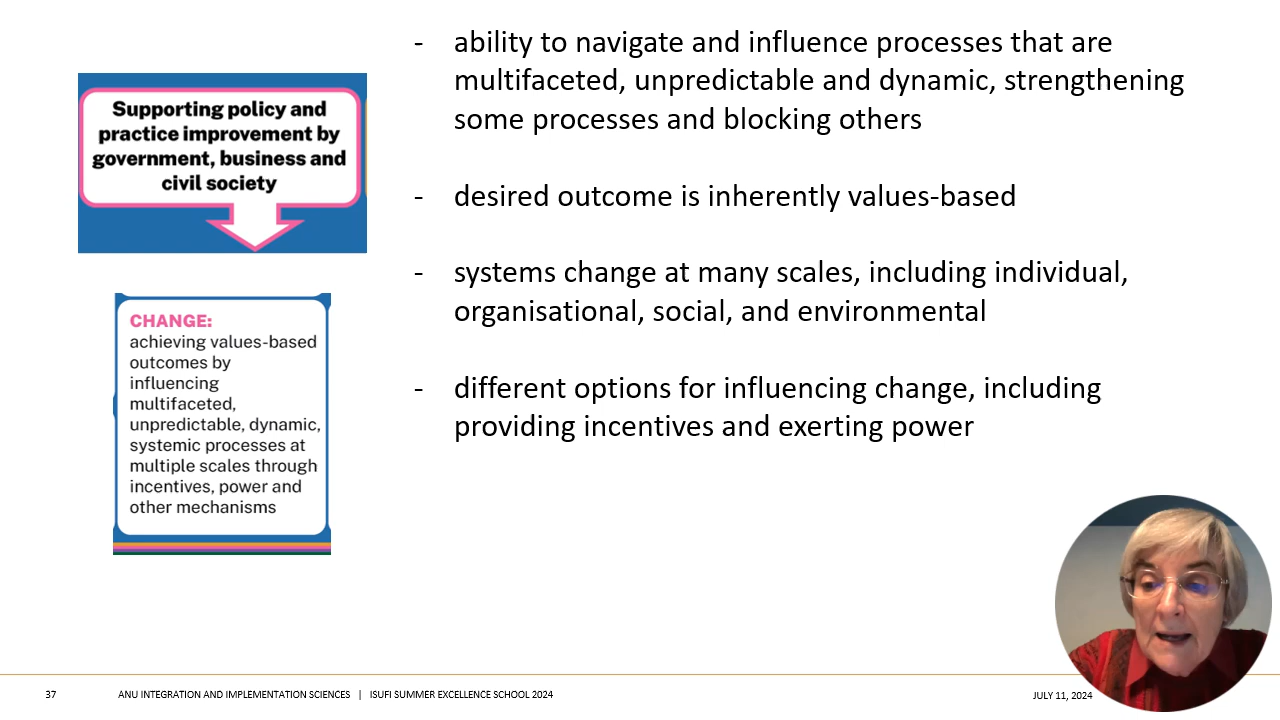 Supporting policy and
practice improvement by
government, business and
civil society
CHANGE:
achieving values-based
outcomes by
influencing
multifaceted,
unpredictable, dynamic,
systemic processes at
multiple scales through
incentives, power and
other mechanisms
- ability to navigate and influence processes that are
multifaceted, unpredictable and dynamic, strengthening
some processes and blocking others
- desired outcome is inherently values-based
- systems change at many scales, including individual,
organisational, social, and environmental
- different options for influencing change, including
providing incentives and exerting power
37
ANU INTEGRATION AND IMPLEMENTATION SCIENCES | ISUFI SUMMER EXCELLENCE SCHOOL 2024
JULY 11, 2024